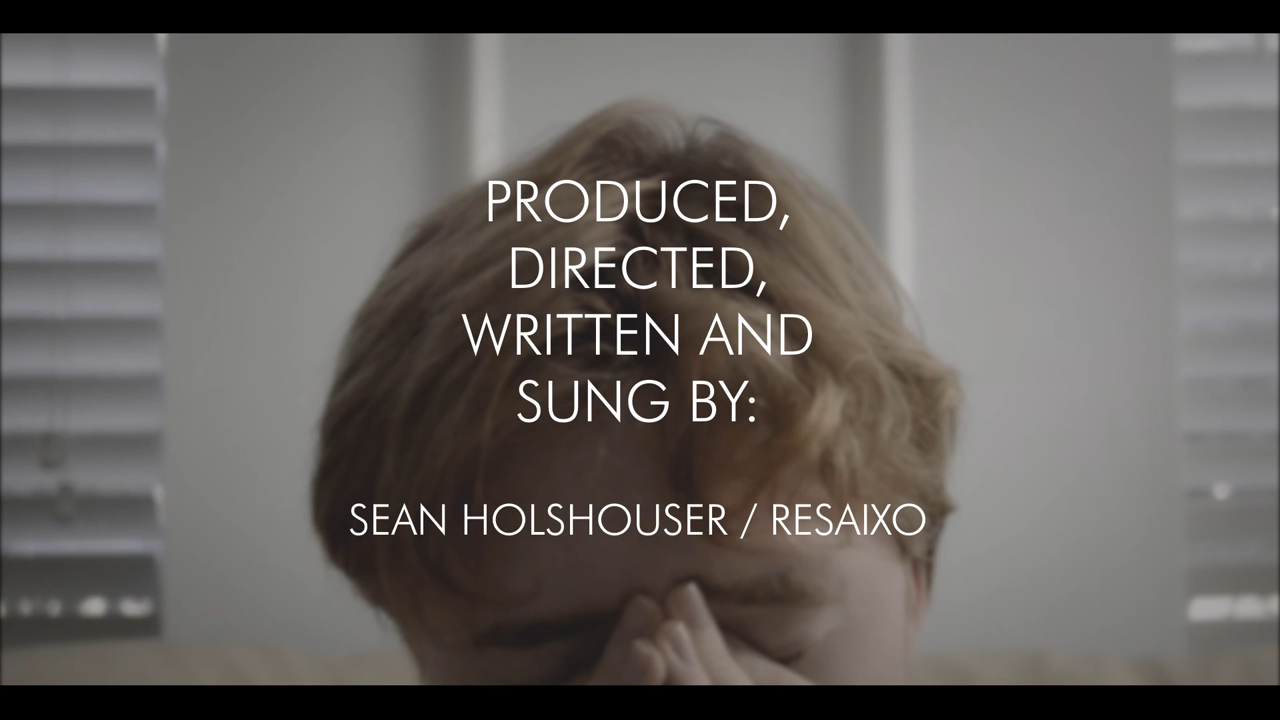 PRODUCED,
DIRECTED,
WRITTEN AND
SUNG BY:
SEAN HOLSHOUSER / RESAIXO